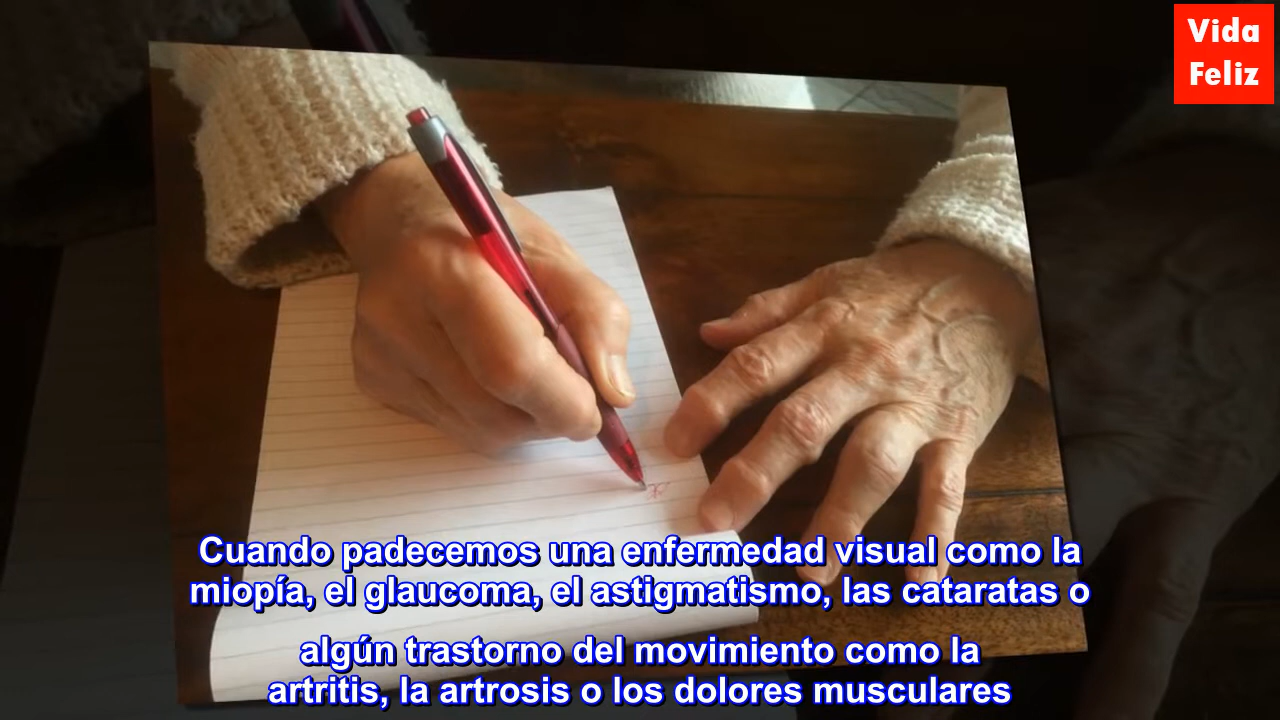 Vida
Feliz
Cuando padecemos una enfermedad visual como la
miopía, el glaucoma, el astigmatismo, las cataratas o
algún trastorno del movimiento como la
artritis, la artrosis o los dolores musculares